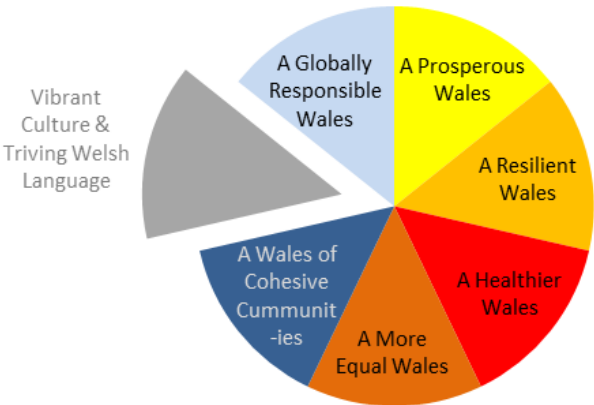 A Globally
Responsible
Wales
A Prosperous
Wales
Vibrant
Culture &
Triving Welsh
Language
A Resilient
Wales
A Wales of
Cohesive
Cummunit
-ies
A Healthier
Wales
A More
Equal Wales